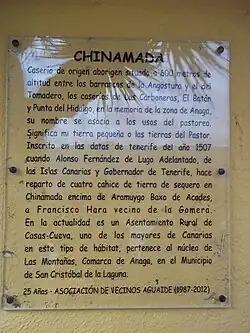 CHINAMADA
Caserio de origen aborigen situado a 600 metros de
altitud entre los barrancos de la Angostura y el del
Tomadero, los caserios de Las Carboneras, El Batán
y Punta del Hidalgo, en la memoria de la zona de Anaga,
su nombre se asocia a los usos del pastoreo.
Significa mi tierra pequeña o las tierras del Pastor.
Inscrito en las datas de tenerife del año 1507
cuando Alonso Fernández de Lugo Adelantado, de
las Islas Canarias y Gobernador de Tenerife, hace
reparto de cuatro cahice de tierra de sequero en
Chinamada encima de Aramuygo Baxo de Acades,
a Francisco Hara vecino de la Gomera.
En la actualidad es un Asentamiento Rural de
Casas-Cueva, uno de los mayores de Canarias
en este tipo de hábitat, pertenece al núcleo de
Las Montañas, Comarca de Anaga, en el Municipio
de San Cristóbal de la Laguna.
25 Años - ASOCIACIÓN DE VECINOS AGUAIDE (1987-2012)